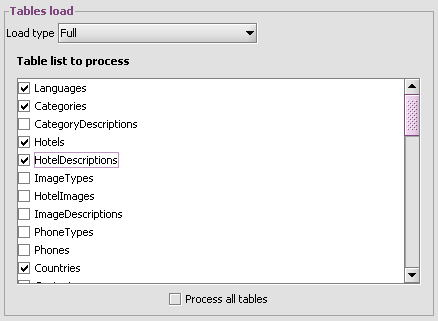 Tables load
Load type Full
Table list to process
Languages
Categories
CategoryDescriptions
Hotels
HotelDescriptions
ImageTypes
HotelImages
ImageDescriptions
PhoneTypes
Phones
Countries
Process all tables